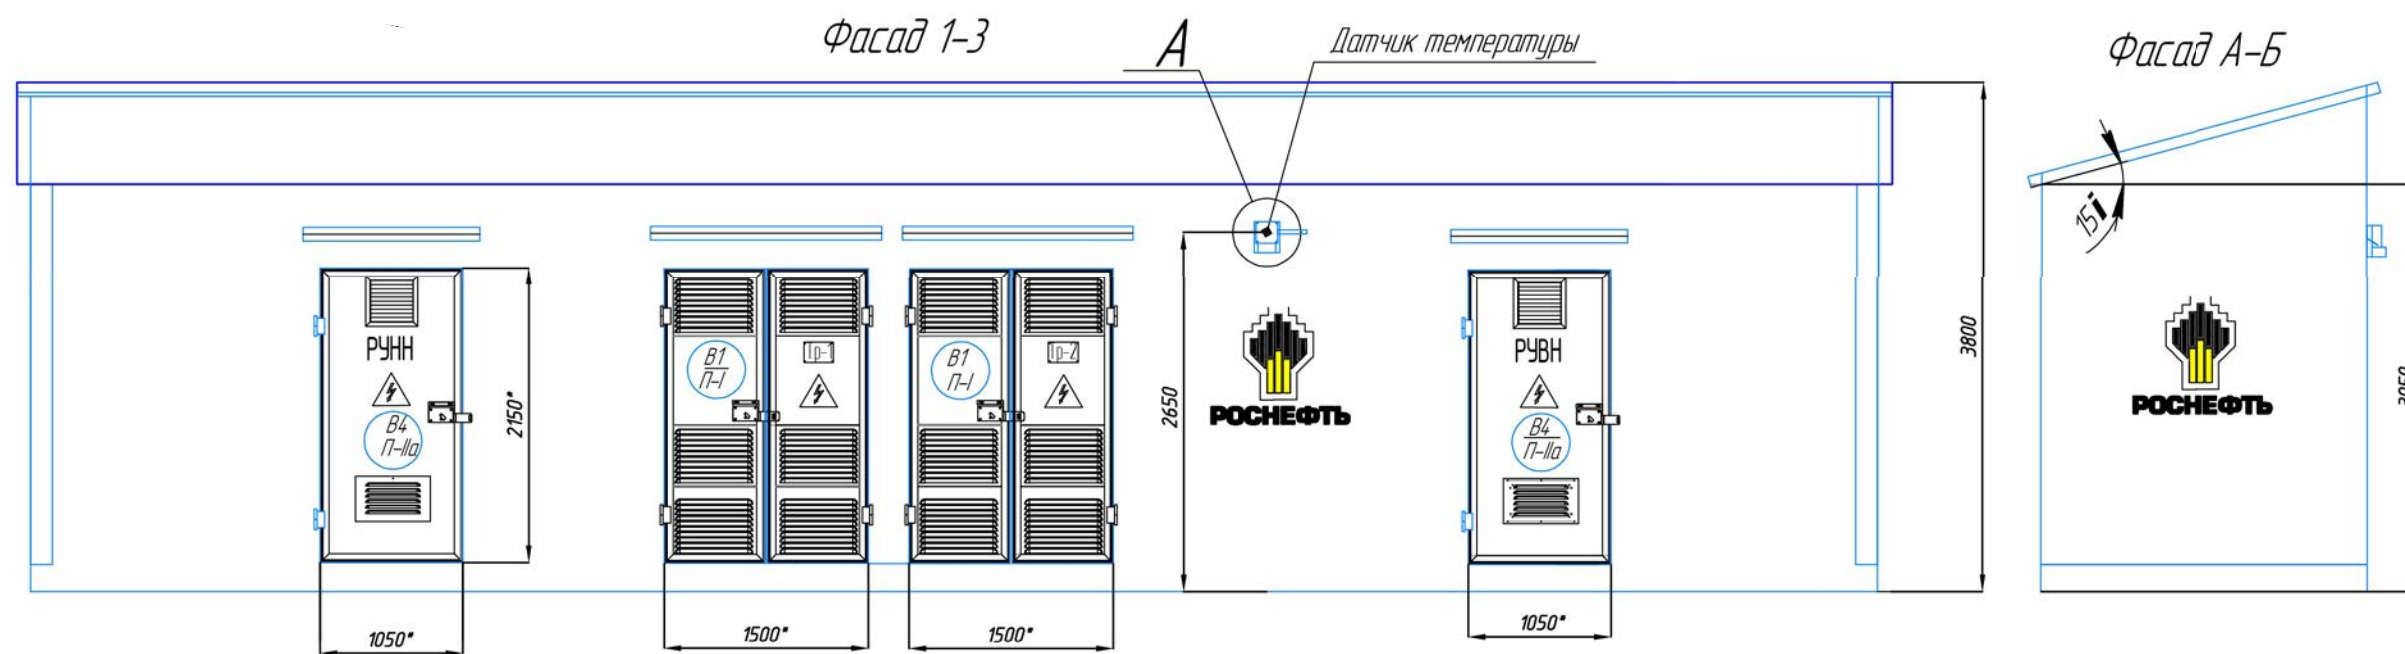 Фасад 1-3
А
Датчик температуры
Фасад А-Б
15i
РУНН
В4
П-IIа
2150*
1050*
В1
П-I
Тр-1
1500*
В1
П-I
Тр-2
1500*
2650
РОСНЕФТЬ
РУВН
В4
П-IIа
1050*
3800
РОСНЕФТЬ